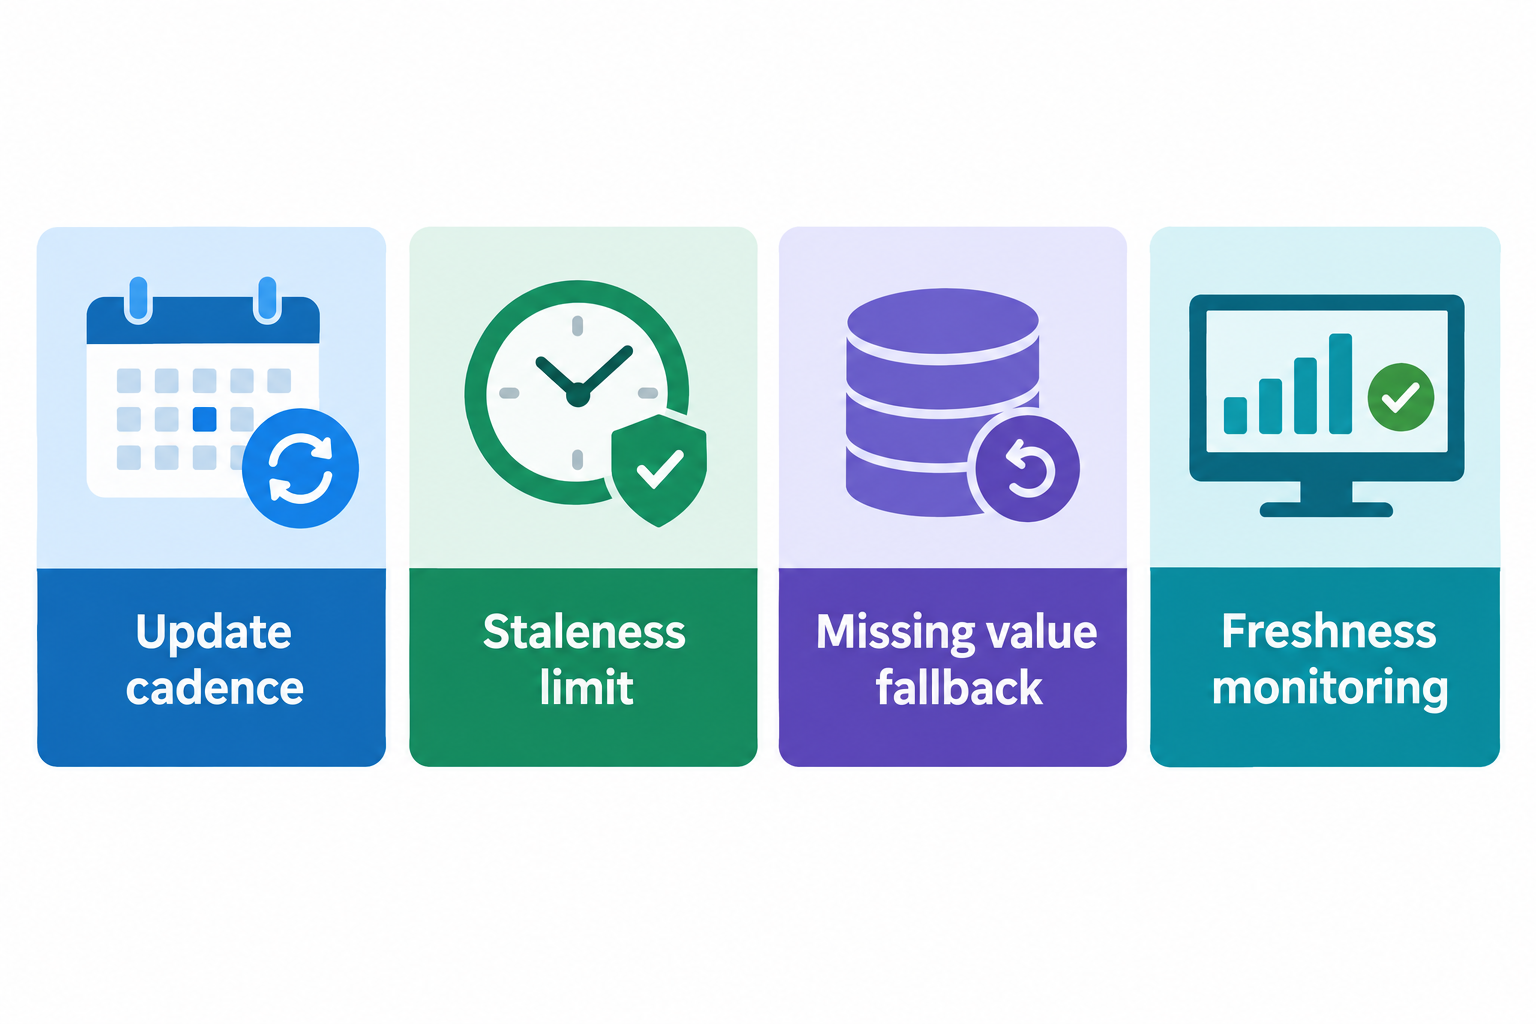 Update
cadence
Staleness
limit
Missing value
fallback
Freshness
monitoring